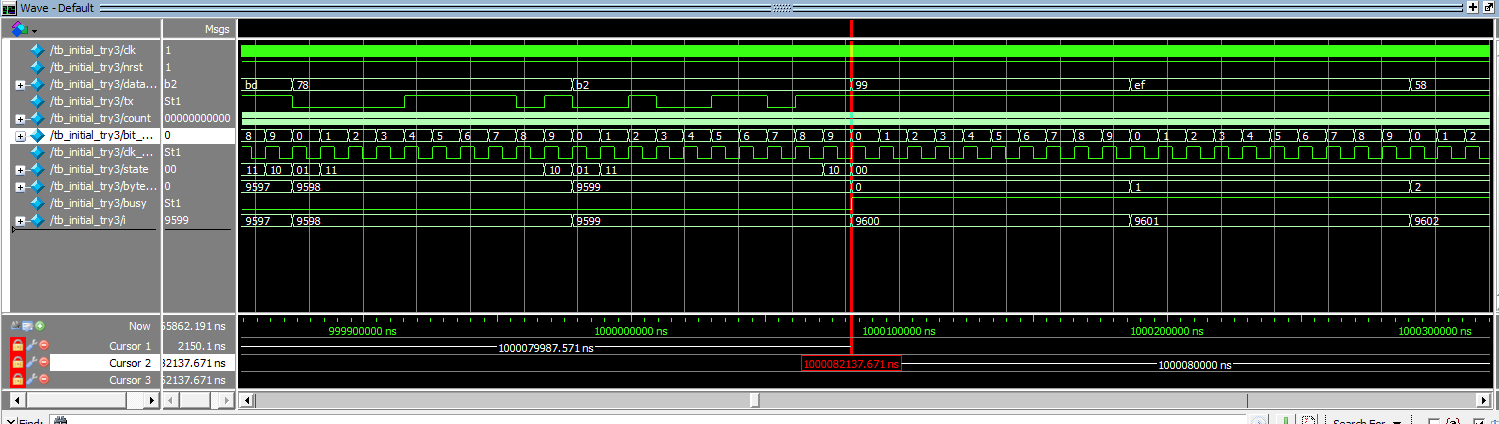 Wave - Default
Msgs
/tb_initial_try3/clk 1
/tb_initial_try3/nrst 1
/tb_initial_try3/data... b2 bd 78 b2 99 ef 58
/tb_initial_try3/tx St1
/tb_initial_try3/count 00000000000
/tb_initial_try3/bit_... 0 8 9 0 1 2 3 4 5 6 7 8 9 0 1 2 3 4 5 6 7 8 9 0 1 2 3 4 5 6 7 8 9 0 1 2 3 4 5 6 7 8 9 0 1 2
/tb_initial_try3/clk_... St1
/tb_initial_try3/state 00 11 10 01 11 10 01 11 10 00
/tb_initial_try3/byte... 0 9597 9598 9599 0 1 2
/tb_initial_try3/busy St1
/tb_initial_try3/i 9599 9597 9598 9599 9600 9601 9602
Now 55862.191 ns 999900000 ns 1000000000 ns 1000100000 ns 1000200000 ns 1000300000 ns
Cursor 1 2150.1 ns 1000079987.571 ns
Cursor 2 82137.671 ns 1000082137.671 ns 1000080000 ns
Cursor 3 62137.671 ns
Find:
Search For